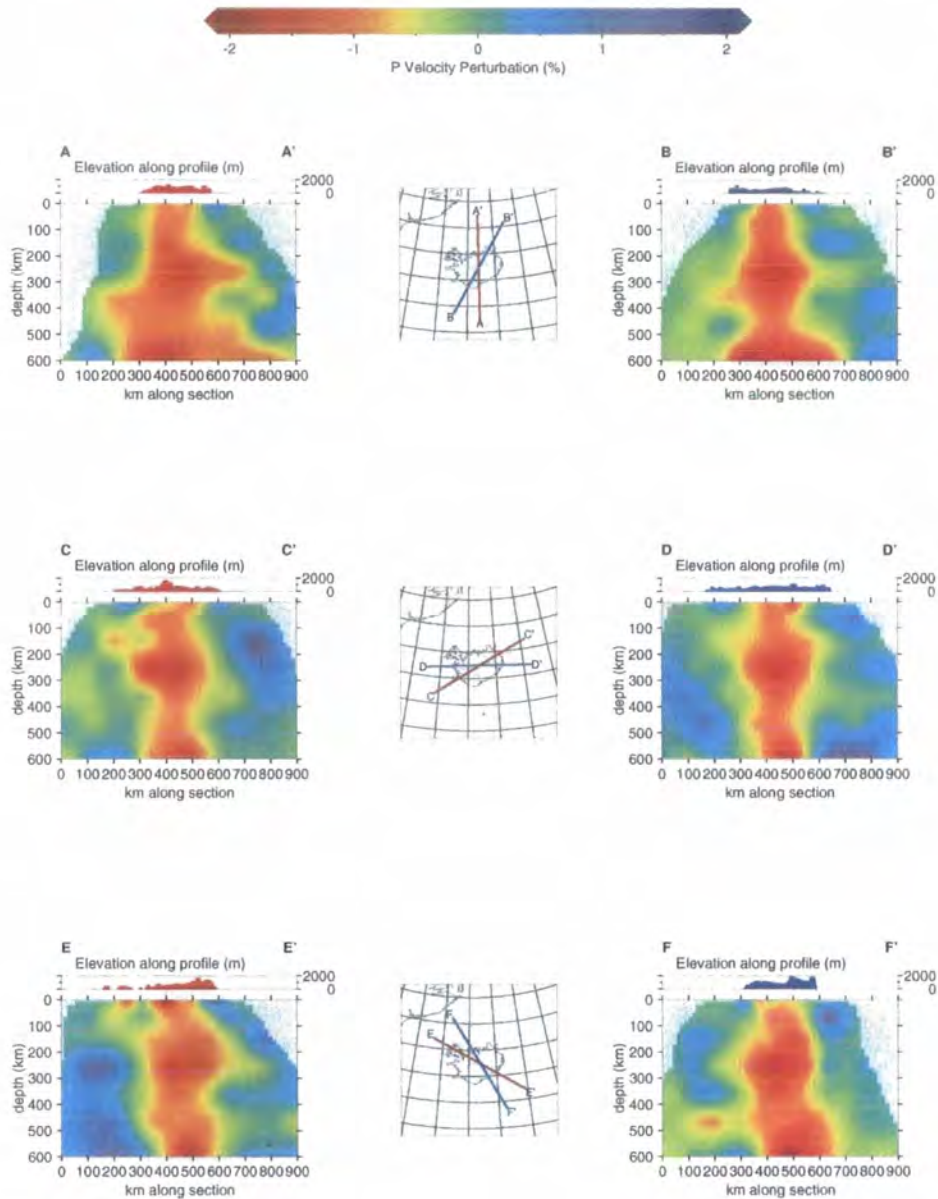 -2 -1 0 1 2
P Velocity Perturbation (%)
A A'
Elevation along profile (m)
2000
0
0
100
200
300
400
500
600
depth (km)
0 100 200 300 400 500 600 700 800 900
km along section
A'
B'
B
A
B B'
Elevation along profile (m)
2000
0
0
100
200
300
400
500
600
depth (km)
0 100 200 300 400 500 600 700 800 900
km along section
C C'
Elevation along profile (m)
2000
0
0
100
200
300
400
500
600
depth (km)
0 100 200 300 400 500 600 700 800 900
km along section
C'
D D'
C
D D'
Elevation along profile (m)
2000
0
0
100
200
300
400
500
600
depth (km)
0 100 200 300 400 500 600 700 800 900
km along section
E E'
Elevation along profile (m)
2000
0
0
100
200
300
400
500
600
depth (km)
0 100 200 300 400 500 600 700 800 900
km along section
F
E
E'
F'
F F'
Elevation along profile (m)
2000
0
0
100
200
300
400
500
600
depth (km)
0 100 200 300 400 500 600 700 800 900
km along section